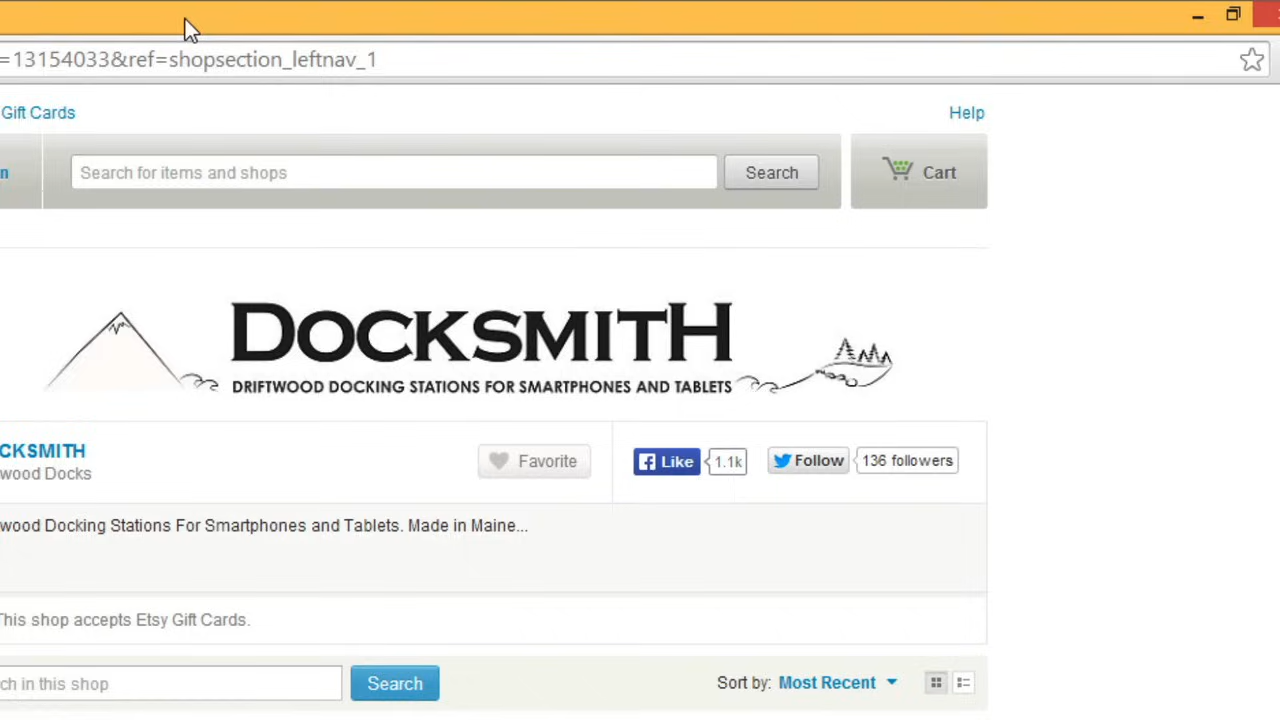 =13154033&ref=shopsection_leftnav_1
Gift Cards
Help
n
Search for items and shops
Search
Cart
DOCKSMITH
DRIFTWOOD DOCKING STATIONS FOR SMARTPHONES AND TABLETS
CKSMITH
wood Docks
Favorite
Like
1.1k
Follow
136 followers
wood Docking Stations For Smartphones and Tablets. Made in Maine...
This shop accepts Etsy Gift Cards.
ch in this shop
Search
Sort by: Most Recent